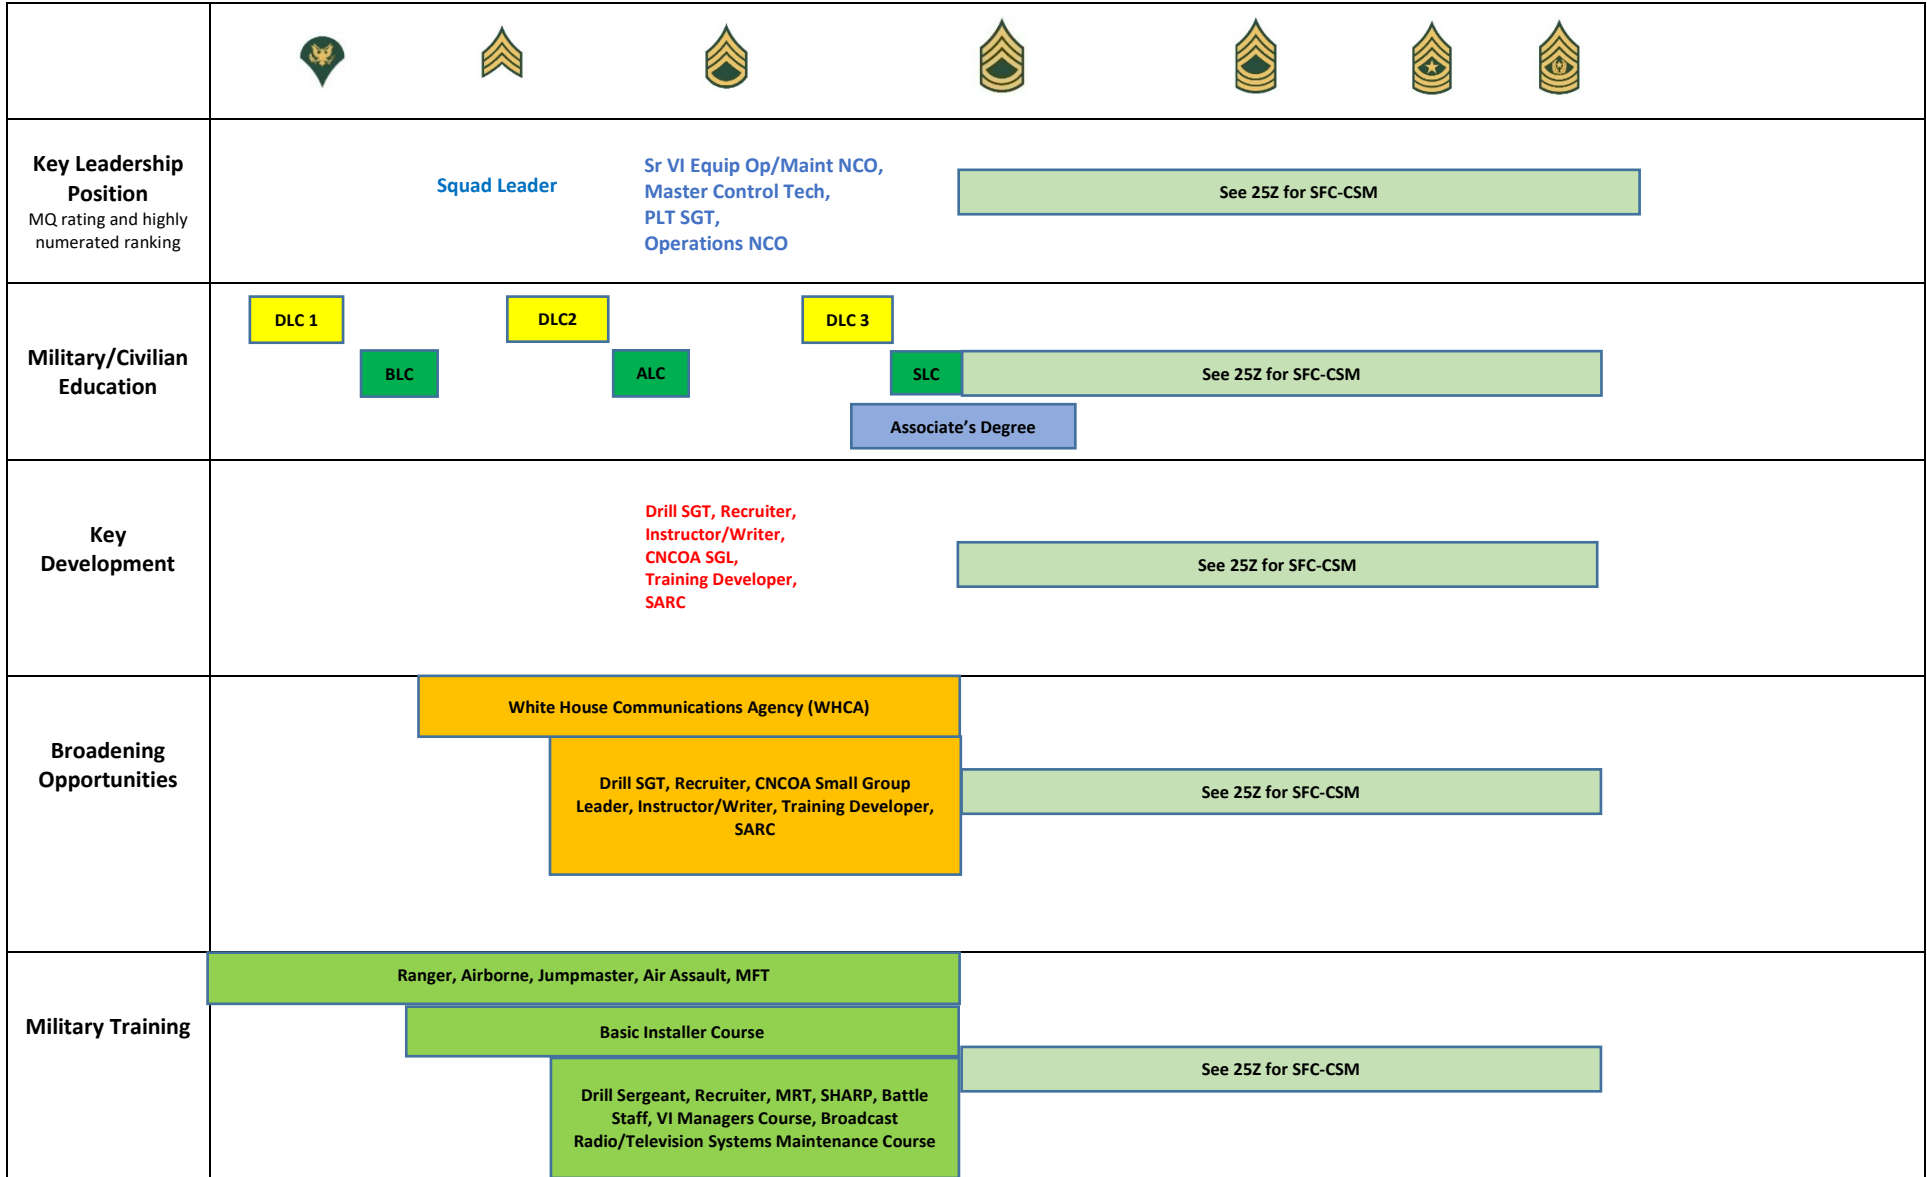 Key Leadership
Position
MQ rating and highly
numerated ranking
Squad Leader
Sr VI Equip Op/Maint NCO,
Master Control Tech,
PLT SGT,
Operations NCO
See 25Z for SFC-CSM
Military/Civilian
Education
DLC 1
DLC2
DLC 3
BLC
ALC
SLC
See 25Z for SFC-CSM
Associate’s Degree
Key
Development
Drill SGT, Recruiter,
Instructor/Writer,
CNCOA SGL,
Training Developer,
SARC
See 25Z for SFC-CSM
Broadening
Opportunities
White House Communications Agency (WHCA)
Drill SGT, Recruiter, CNCOA Small Group
Leader, Instructor/Writer, Training Developer,
SARC
See 25Z for SFC-CSM
Military Training
Ranger, Airborne, Jumpmaster, Air Assault, MFT
Basic Installer Course
Drill Sergeant, Recruiter, MRT, SHARP, Battle
Staff, VI Managers Course, Broadcast
Radio/Television Systems Maintenance Course
See 25Z for SFC-CSM